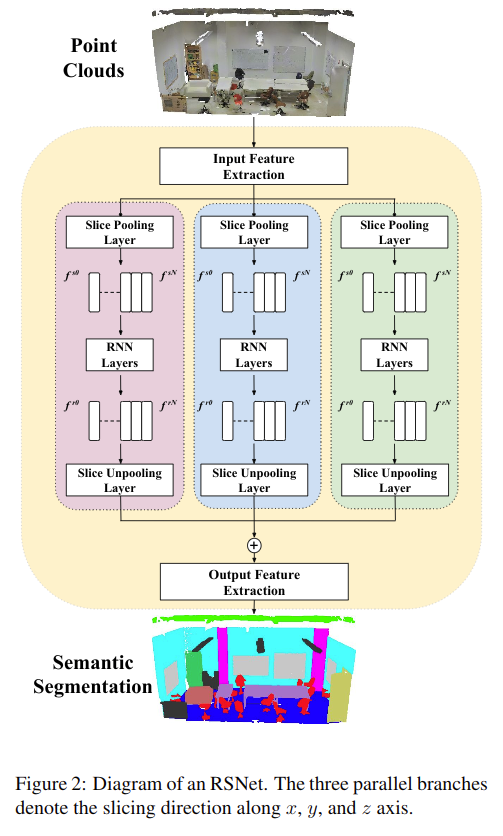 Point
Clouds
Input Feature
Extraction
Slice Pooling
Layer
Slice Pooling
Layer
Slice Pooling
Layer
f^{s0} f^{sN}
f^{s0} f^{sN}
f^{s0} f^{sN}
RNN
Layers
RNN
Layers
RNN
Layers
f^{r0} f^{rN}
f^{r0} f^{rN}
f^{r0} f^{rN}
Slice Unpooling
Layer
Slice Unpooling
Layer
Slice Unpooling
Layer
+
Output Feature
Extraction
Semantic
Segmentation
Figure 2: Diagram of an RSNet. The three parallel branches
denote the slicing direction along x, y, and z axis.